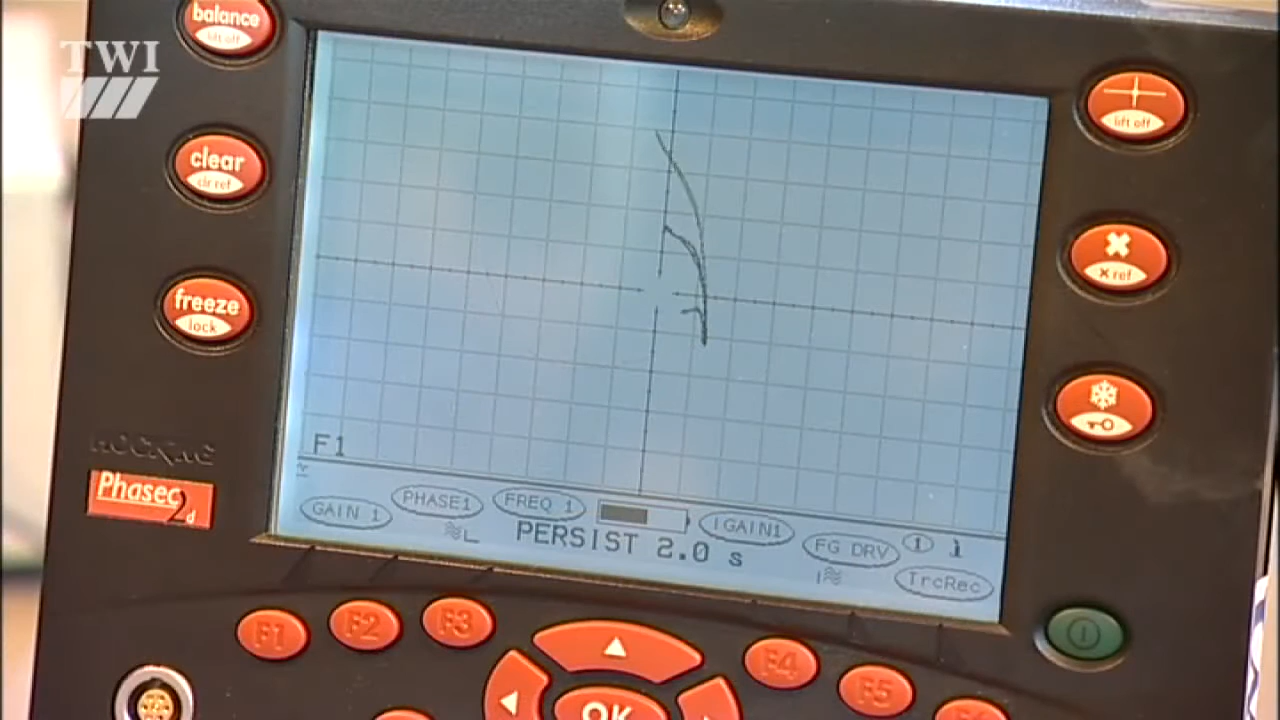 TWI
balance
lift off
clear
clr ref
freeze
lock
HOCKING
Phasec
2d
lift off
x ref
F1
GAIN 1
PHASE1
FREQ 1
IGAIN1
FG DRV
TrcRec
PERSIST 2.0 s
F1
F2
F3
F4
F5
OK